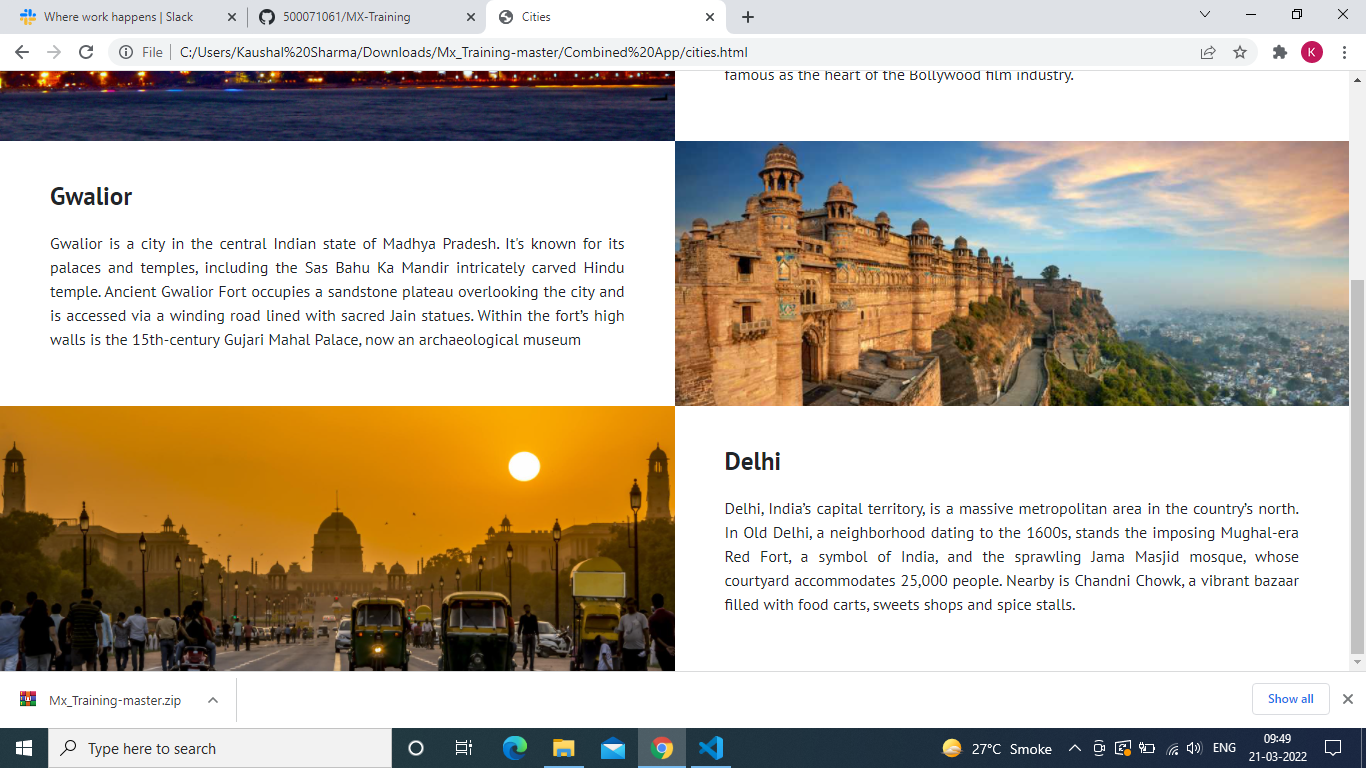 Where work happens | Slack
500071061/MX-Training
Cities
File
C:/Users/Kaushal%20Sharma/Downloads/Mx_Training-master/Combined%20App/cities.html
K
famous as the heart of the Bollywood film industry.
Gwalior
Gwalior is a city in the central Indian state of Madhya Pradesh. It's known for its
palaces and temples, including the Sas Bahu Ka Mandir intricately carved Hindu
temple. Ancient Gwalior Fort occupies a sandstone plateau overlooking the city and
is accessed via a winding road lined with sacred Jain statues. Within the fort’s high
walls is the 15th-century Gujari Mahal Palace, now an archaeological museum
Delhi
Delhi, India’s capital territory, is a massive metropolitan area in the country’s north.
In Old Delhi, a neighborhood dating to the 1600s, stands the imposing Mughal-era
Red Fort, a symbol of India, and the sprawling Jama Masjid mosque, whose
courtyard accommodates 25,000 people. Nearby is Chandni Chowk, a vibrant bazaar
filled with food carts, sweets shops and spice stalls.
Mx_Training-master.zip
Show all
Type here to search
27°C Smoke
ENG
09:49
21-03-2022